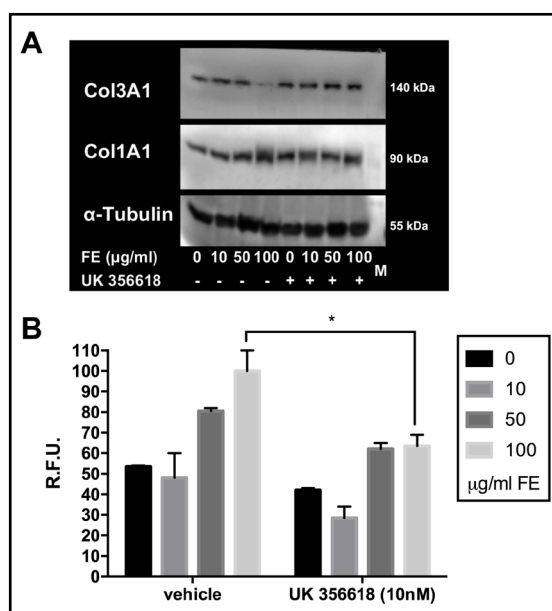 A
Col3A1
140 kDa
Col1A1
90 kDa
α-Tubulin
55 kDa
FE (µg/ml) 0 10 50 100 0 10 50 100 M
UK 356618 - - - - + + + +
B
*
R.F.U.
110
100
90
80
70
60
50
40
30
20
10
0
vehicle UK 356618 (10nM)
0
10
50
100
µg/ml FE